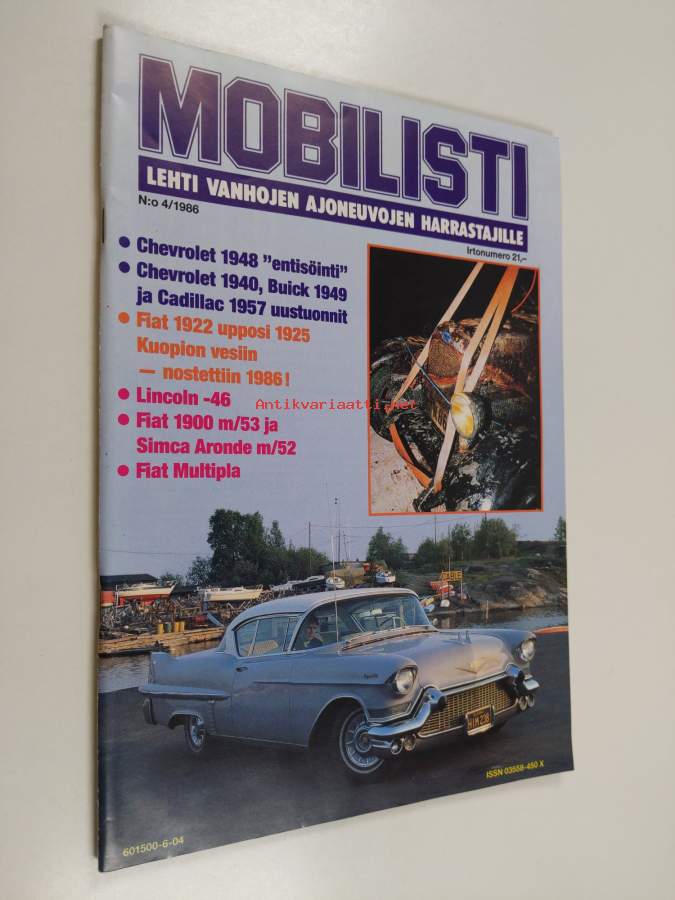 MOBILISTI
LEHTI VANHOJEN AJONEUVOJEN HARRASTAJILLE
N:o 4/1986
Irtonumero 21,–
• Chevrolet 1948 ”entisöinti”
• Chevrolet 1940, Buick 1949
ja Cadillac 1957 uustuonnit
• Fiat 1922 upposi 1925
Kuopion vesiin
— nostettiin 1986!
• Lincoln -46
• Fiat 1900 m/53 ja
Simca Aronde m/52
• Fiat Multipla
Antikvariaatti.net
ISSN 03558-450 X
601500-6-04